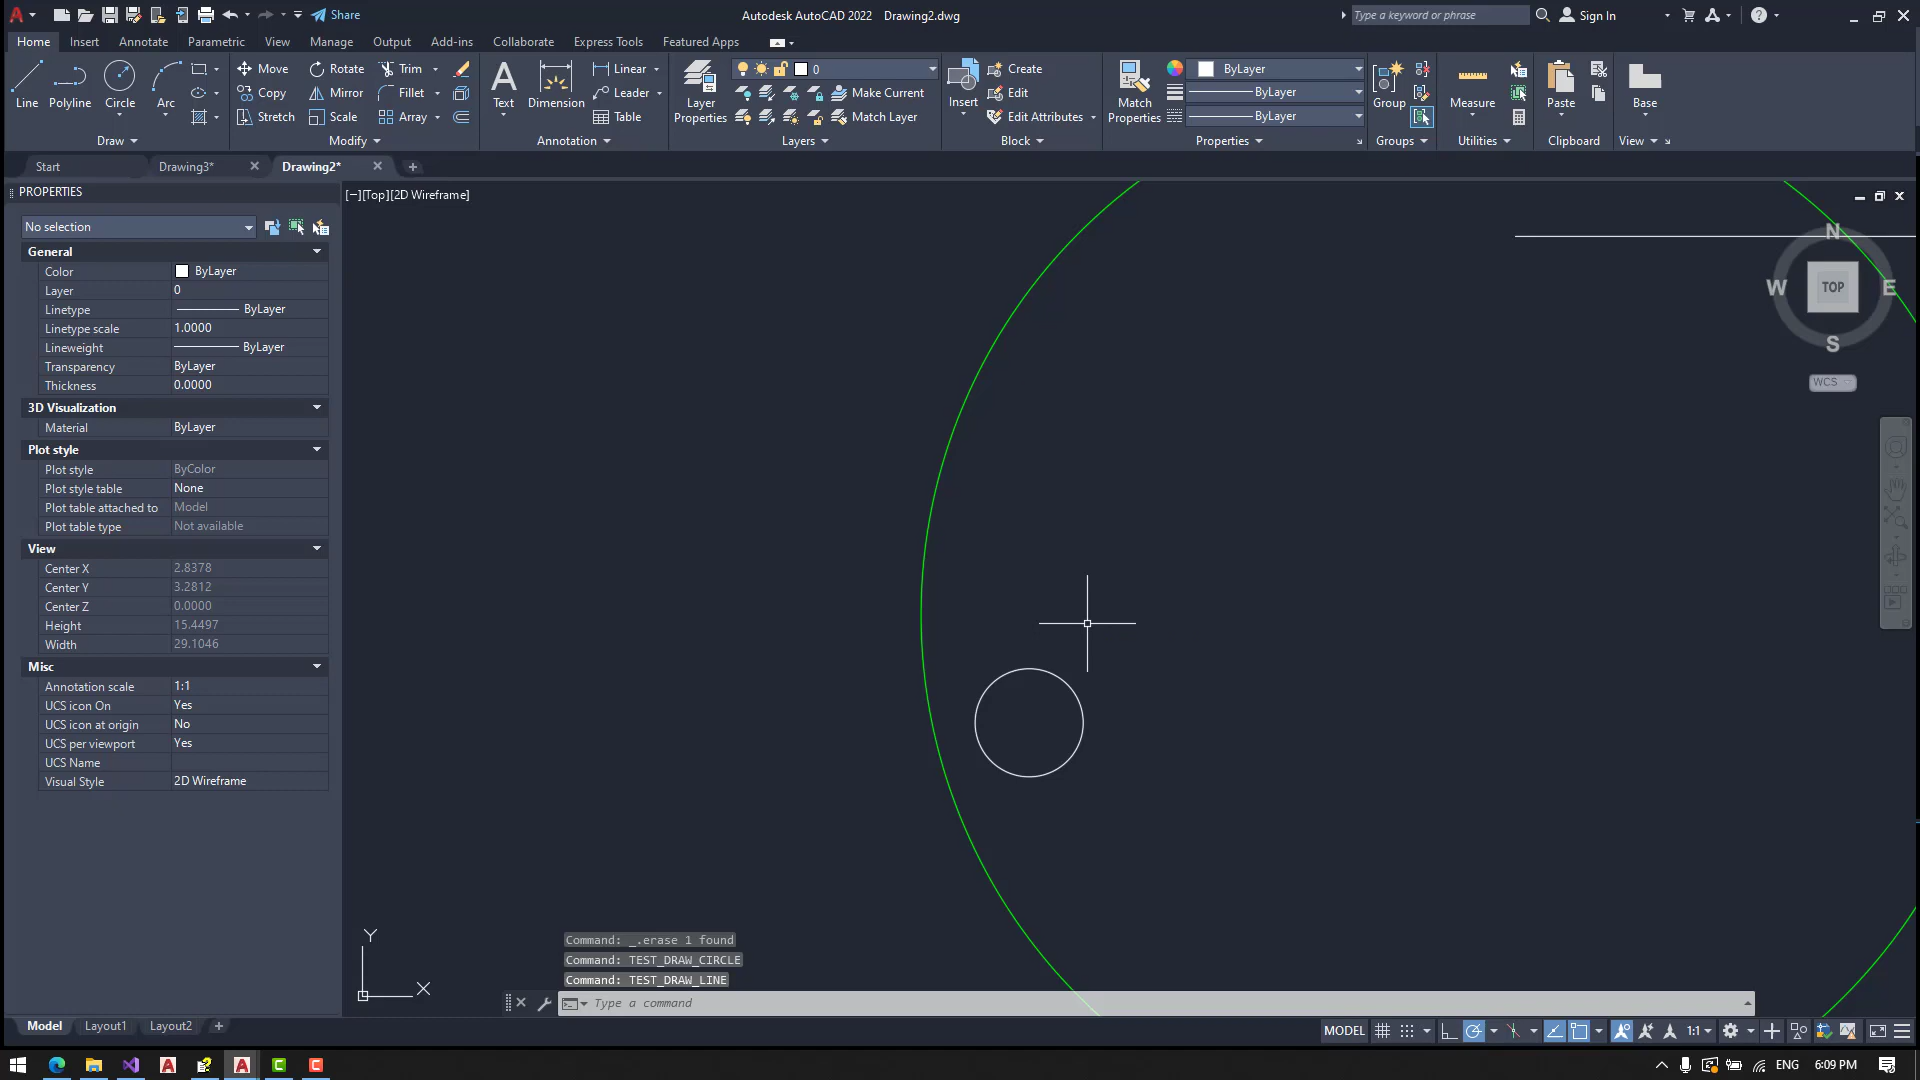 Share
Autodesk AutoCAD 2022 Drawing2.dwg
Type a keyword or phrase
Sign In
Home Insert Annotate Parametric View Manage Output Add-ins Collaborate Express Tools Featured Apps
Line Polyline Circle Arc
Move Rotate Trim
Copy Mirror Fillet
Stretch Scale Array
Text Dimension
Linear
Leader
Table
Layer Properties
0
Make Current
Match Layer
Insert
Create
Edit
Edit Attributes
Match Properties
ByLayer
ByLayer
ByLayer
Group
Measure
Paste
Base
Draw Modify Annotation Layers Block Properties Groups Utilities Clipboard View
Start Drawing3* Drawing2*
PROPERTIES
No selection
General
Color ByLayer
Layer 0
Linetype ByLayer
Linetype scale 1.0000
Lineweight ByLayer
Transparency ByLayer
Thickness 0.0000
3D Visualization
Material ByLayer
Plot style
Plot style ByColor
Plot style table None
Plot table attached to Model
Plot table type Not available
View
Center X 2.8378
Center Y 3.2812
Center Z 0.0000
Height 15.4497
Width 29.1046
Misc
Annotation scale 1:1
UCS icon On Yes
UCS icon at origin No
UCS per viewport Yes
UCS Name
Visual Style 2D Wireframe
[−][Top][2D Wireframe]
N
W TOP E
S
WCS
Y
X
Command: _.erase 1 found
Command: TEST_DRAW_CIRCLE
Command: TEST_DRAW_LINE
Type a command
Model Layout1 Layout2
MODEL 1:1
ENG 6:09 PM